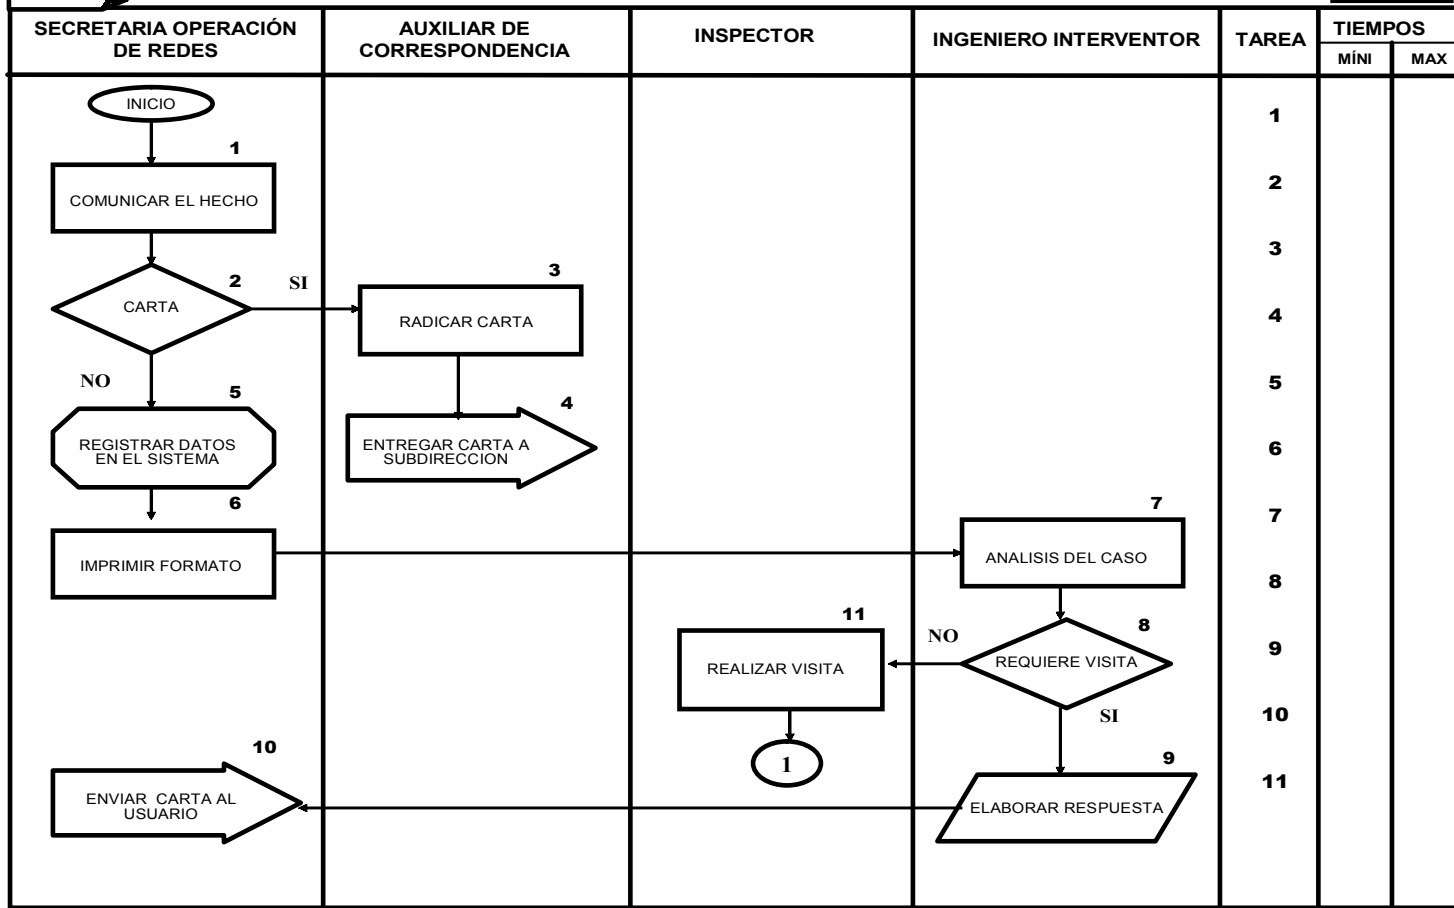 SECRETARIA OPERACIÓN
DE REDES
AUXILIAR DE
CORRESPONDENCIA
INSPECTOR
INGENIERO INTERVENTOR
TAREA
TIEMPOS
MÍNI
MAX
INICIO
1
1
COMUNICAR EL HECHO
2
2
CARTA
SI
3
RADICAR CARTA
3
4
NO
5
REGISTRAR DATOS
EN EL SISTEMA
4
ENTREGAR CARTA A
SUBDIRECCION
5
6
6
IMPRIMIR FORMATO
7
ANALISIS DEL CASO
7
8
11
REALIZAR VISITA
NO
8
REQUIERE VISITA
9
SI
10
1
10
ENVIAR CARTA AL
USUARIO
9
ELABORAR RESPUESTA
11